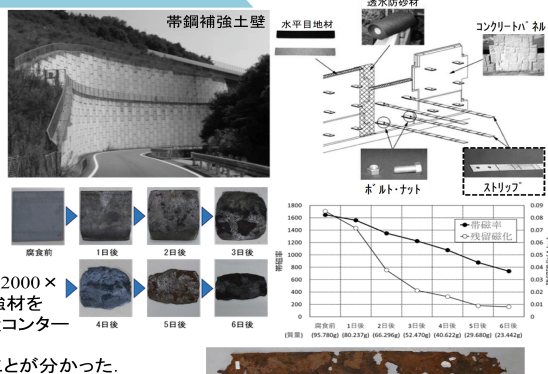 帯鋼補強土壁
水平目地材
透水防砂材
コンクリートパネル
ボルト・ナット
ストリップ
腐食前
1日後
2日後
3日後
4日後
5日後
6日後
2000×
強材を
コンター
ことが分かった.
帯磁率
残留磁化
帯磁率
1800
1600
1400
1200
1000
800
600
400
200
0
0.09
0.08
0.07
0.06
0.05
0.04
0.03
0.02
0.01
0
腐食前 1日後 2日後 3日後 4日後 5日後 6日後
(質量) (95.780g) (80.237g) (66.296g) (52.470g) (40.622g) (29.680g) (23.442g)